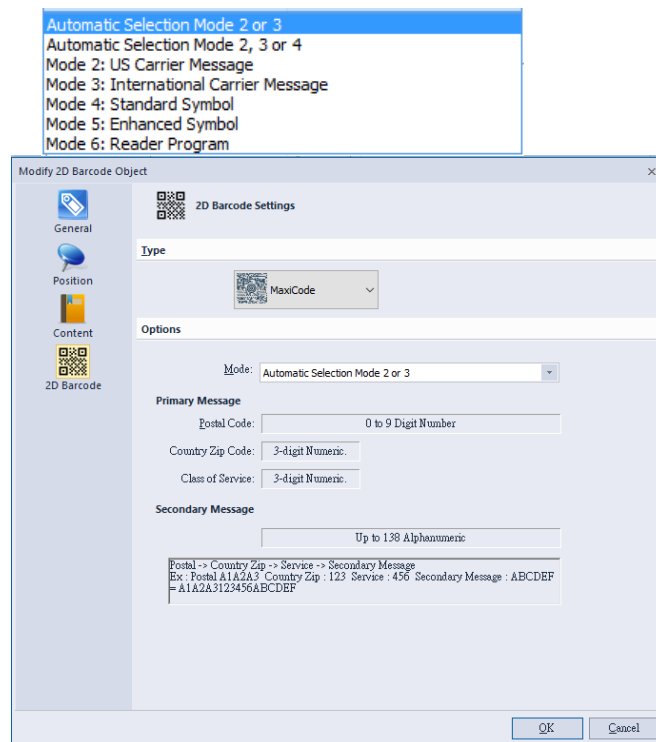 Automatic Selection Mode 2 or 3
Automatic Selection Mode 2, 3 or 4
Mode 2: US Carrier Message
Mode 3: International Carrier Message
Mode 4: Standard Symbol
Mode 5: Enhanced Symbol
Mode 6: Reader Program
Modify 2D Barcode Object
General
Position
Content
2D Barcode
2D Barcode Settings
Type
MaxiCode
Options
Mode: Automatic Selection Mode 2 or 3
Primary Message
Postal Code: 0 to 9 Digit Number
Country Zip Code: 3-digit Numeric.
Class of Service: 3-digit Numeric.
Secondary Message
Up to 138 Alphanumeric
Postal -> Country Zip -> Service -> Secondary Message
Ex : Postal A1A2A3 Country Zip : 123 Service : 456 Secondary Message : ABCDEF
= A1A2A3123456ABCDEF
OK Cancel